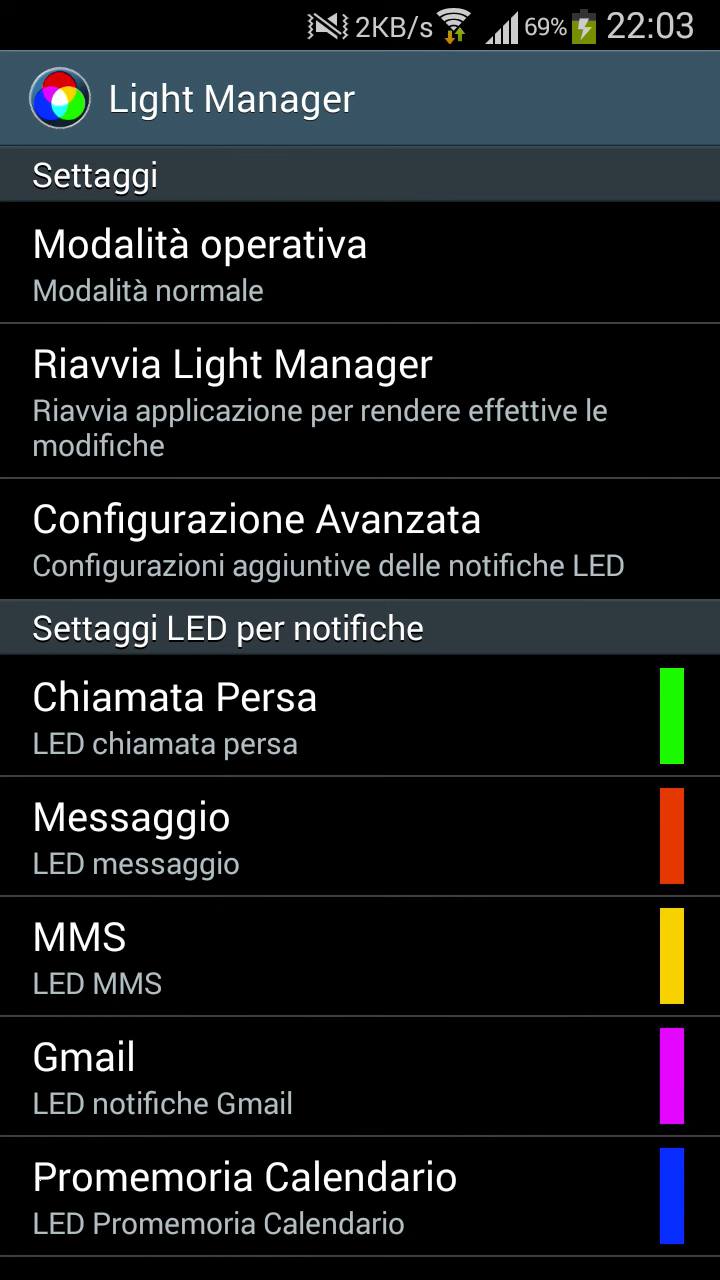 2KB/s 69% 22:03
Light Manager
Settaggi
Modalità operativa
Modalità normale
Riavvia Light Manager
Riavvia applicazione per rendere effettive le
modifiche
Configurazione Avanzata
Configurazioni aggiuntive delle notifiche LED
Settaggi LED per notifiche
Chiamata Persa
LED chiamata persa
Messaggio
LED messaggio
MMS
LED MMS
Gmail
LED notifiche Gmail
Promemoria Calendario
LED Promemoria Calendario